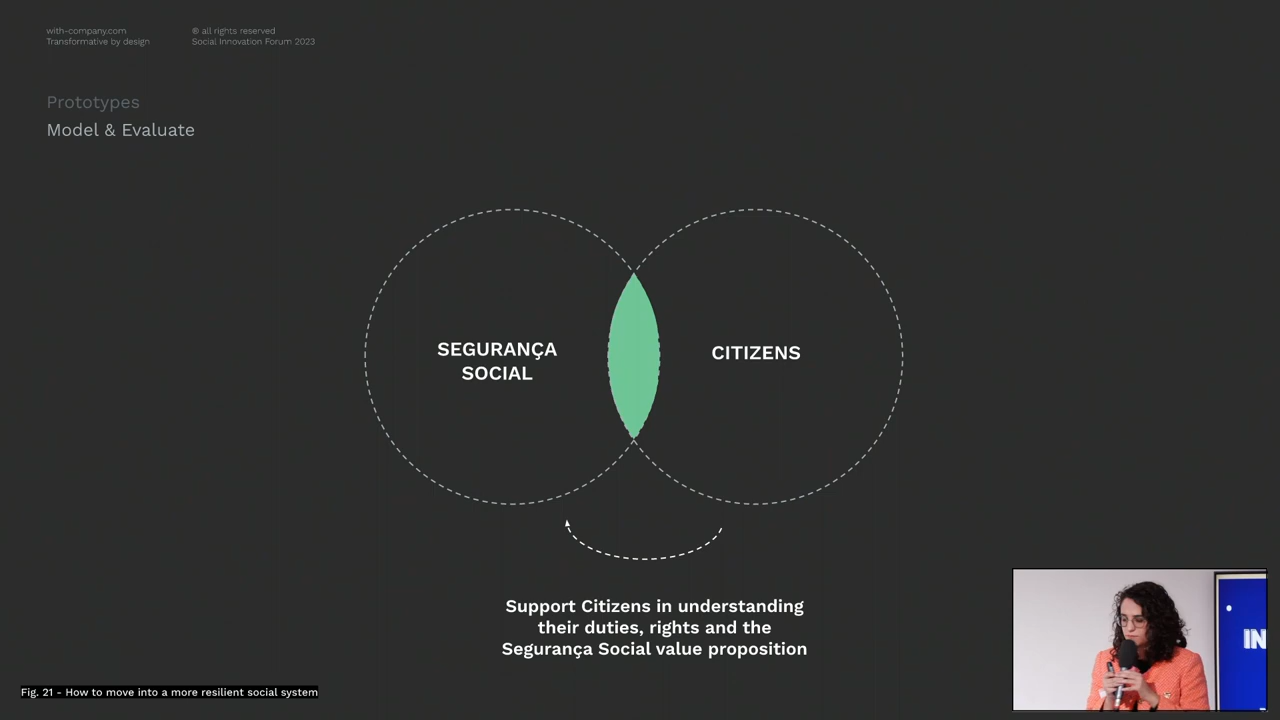 with-company.com
Transformative by design
® all rights reserved
Social Innovation Forum 2023
Prototypes
Model & Evaluate
SEGURANÇA
SOCIAL
CITIZENS
Support Citizens in understanding
their duties, rights and the
Segurança Social value proposition
Fig. 21 - How to move into a more resilient social system
IN